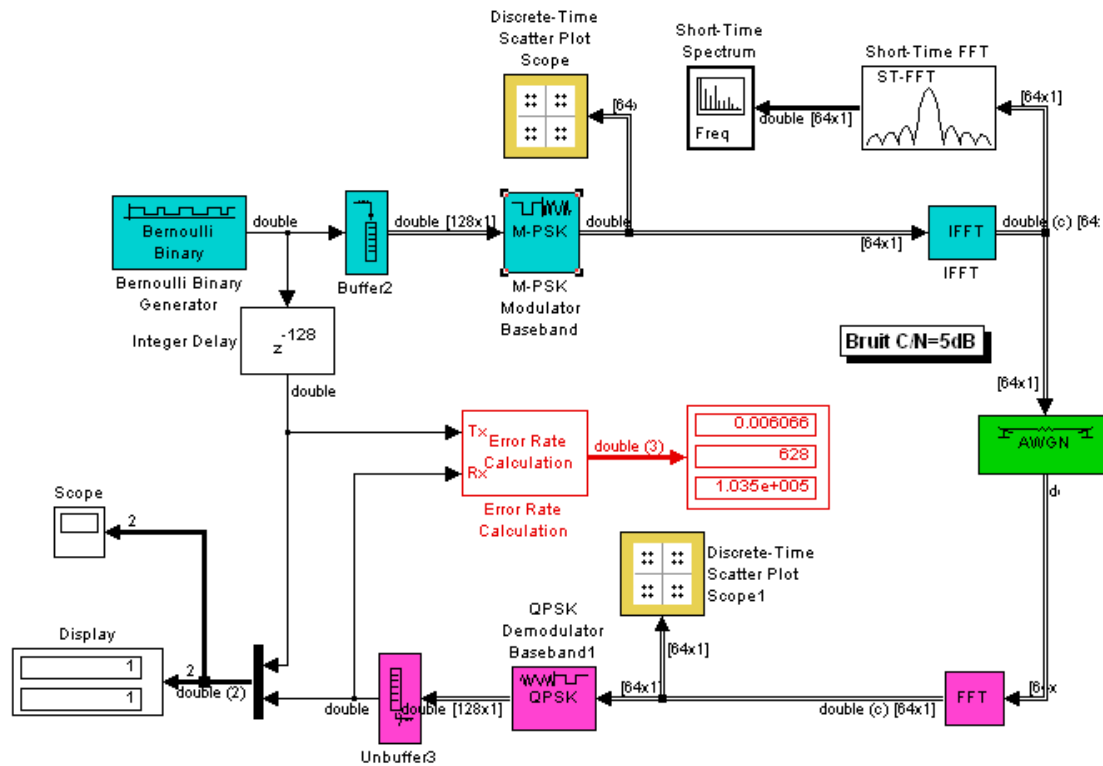 Discrete-Time
Scatter Plot
Scope
Short-Time
Spectrum
Short-Time FFT
ST-FFT
Freq
double [64x1]
[64x1]
Bernoulli
Binary
double
double [128x1]
M-PSK
double
[64x1]
IFFT
double (c)
Bernoulli Binary
Generator
Buffer2
M-PSK
Modulator
Baseband
IFFT
Integer Delay
z
-128
double
Bruit C/N=5dB
[64x1]
AWGN
Tx
Rx
Error Rate
Calculation
double (3)
0.006066
628
1.035e+005
Error Rate
Calculation
Scope
2
Discrete-Time
Scatter Plot
Scope1
QPSK
Demodulator
Baseband1
[64x1]
Display
1
1
2
double (2)
double
double [128x1]
QPSK
[64x1]
double (c) [64x1]
FFT
Unbuffer3